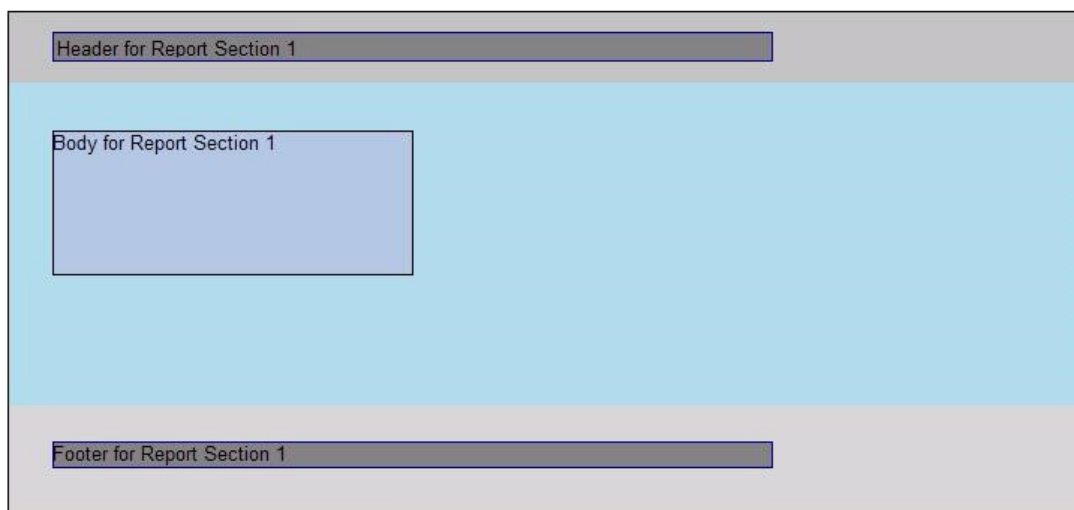 Header for Report Section 1
Body for Report Section 1
Footer for Report Section 1